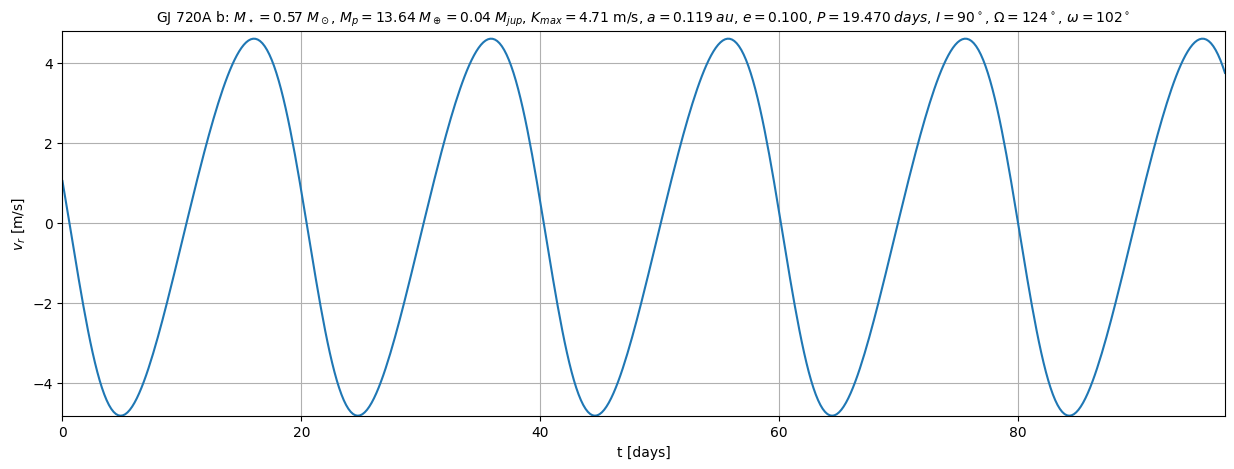 GJ 720A b: M⋆ = 0.57 M⊙, Mp = 13.64 M⊕ = 0.04 Mjup, Kmax = 4.71 m/s, a = 0.119 au, e = 0.100, P = 19.470 days, I = 90°, Ω = 124°, ω = 102°
4
2
0
−2
−4
vr [m/s]
0 20 40 60 80
t [days]